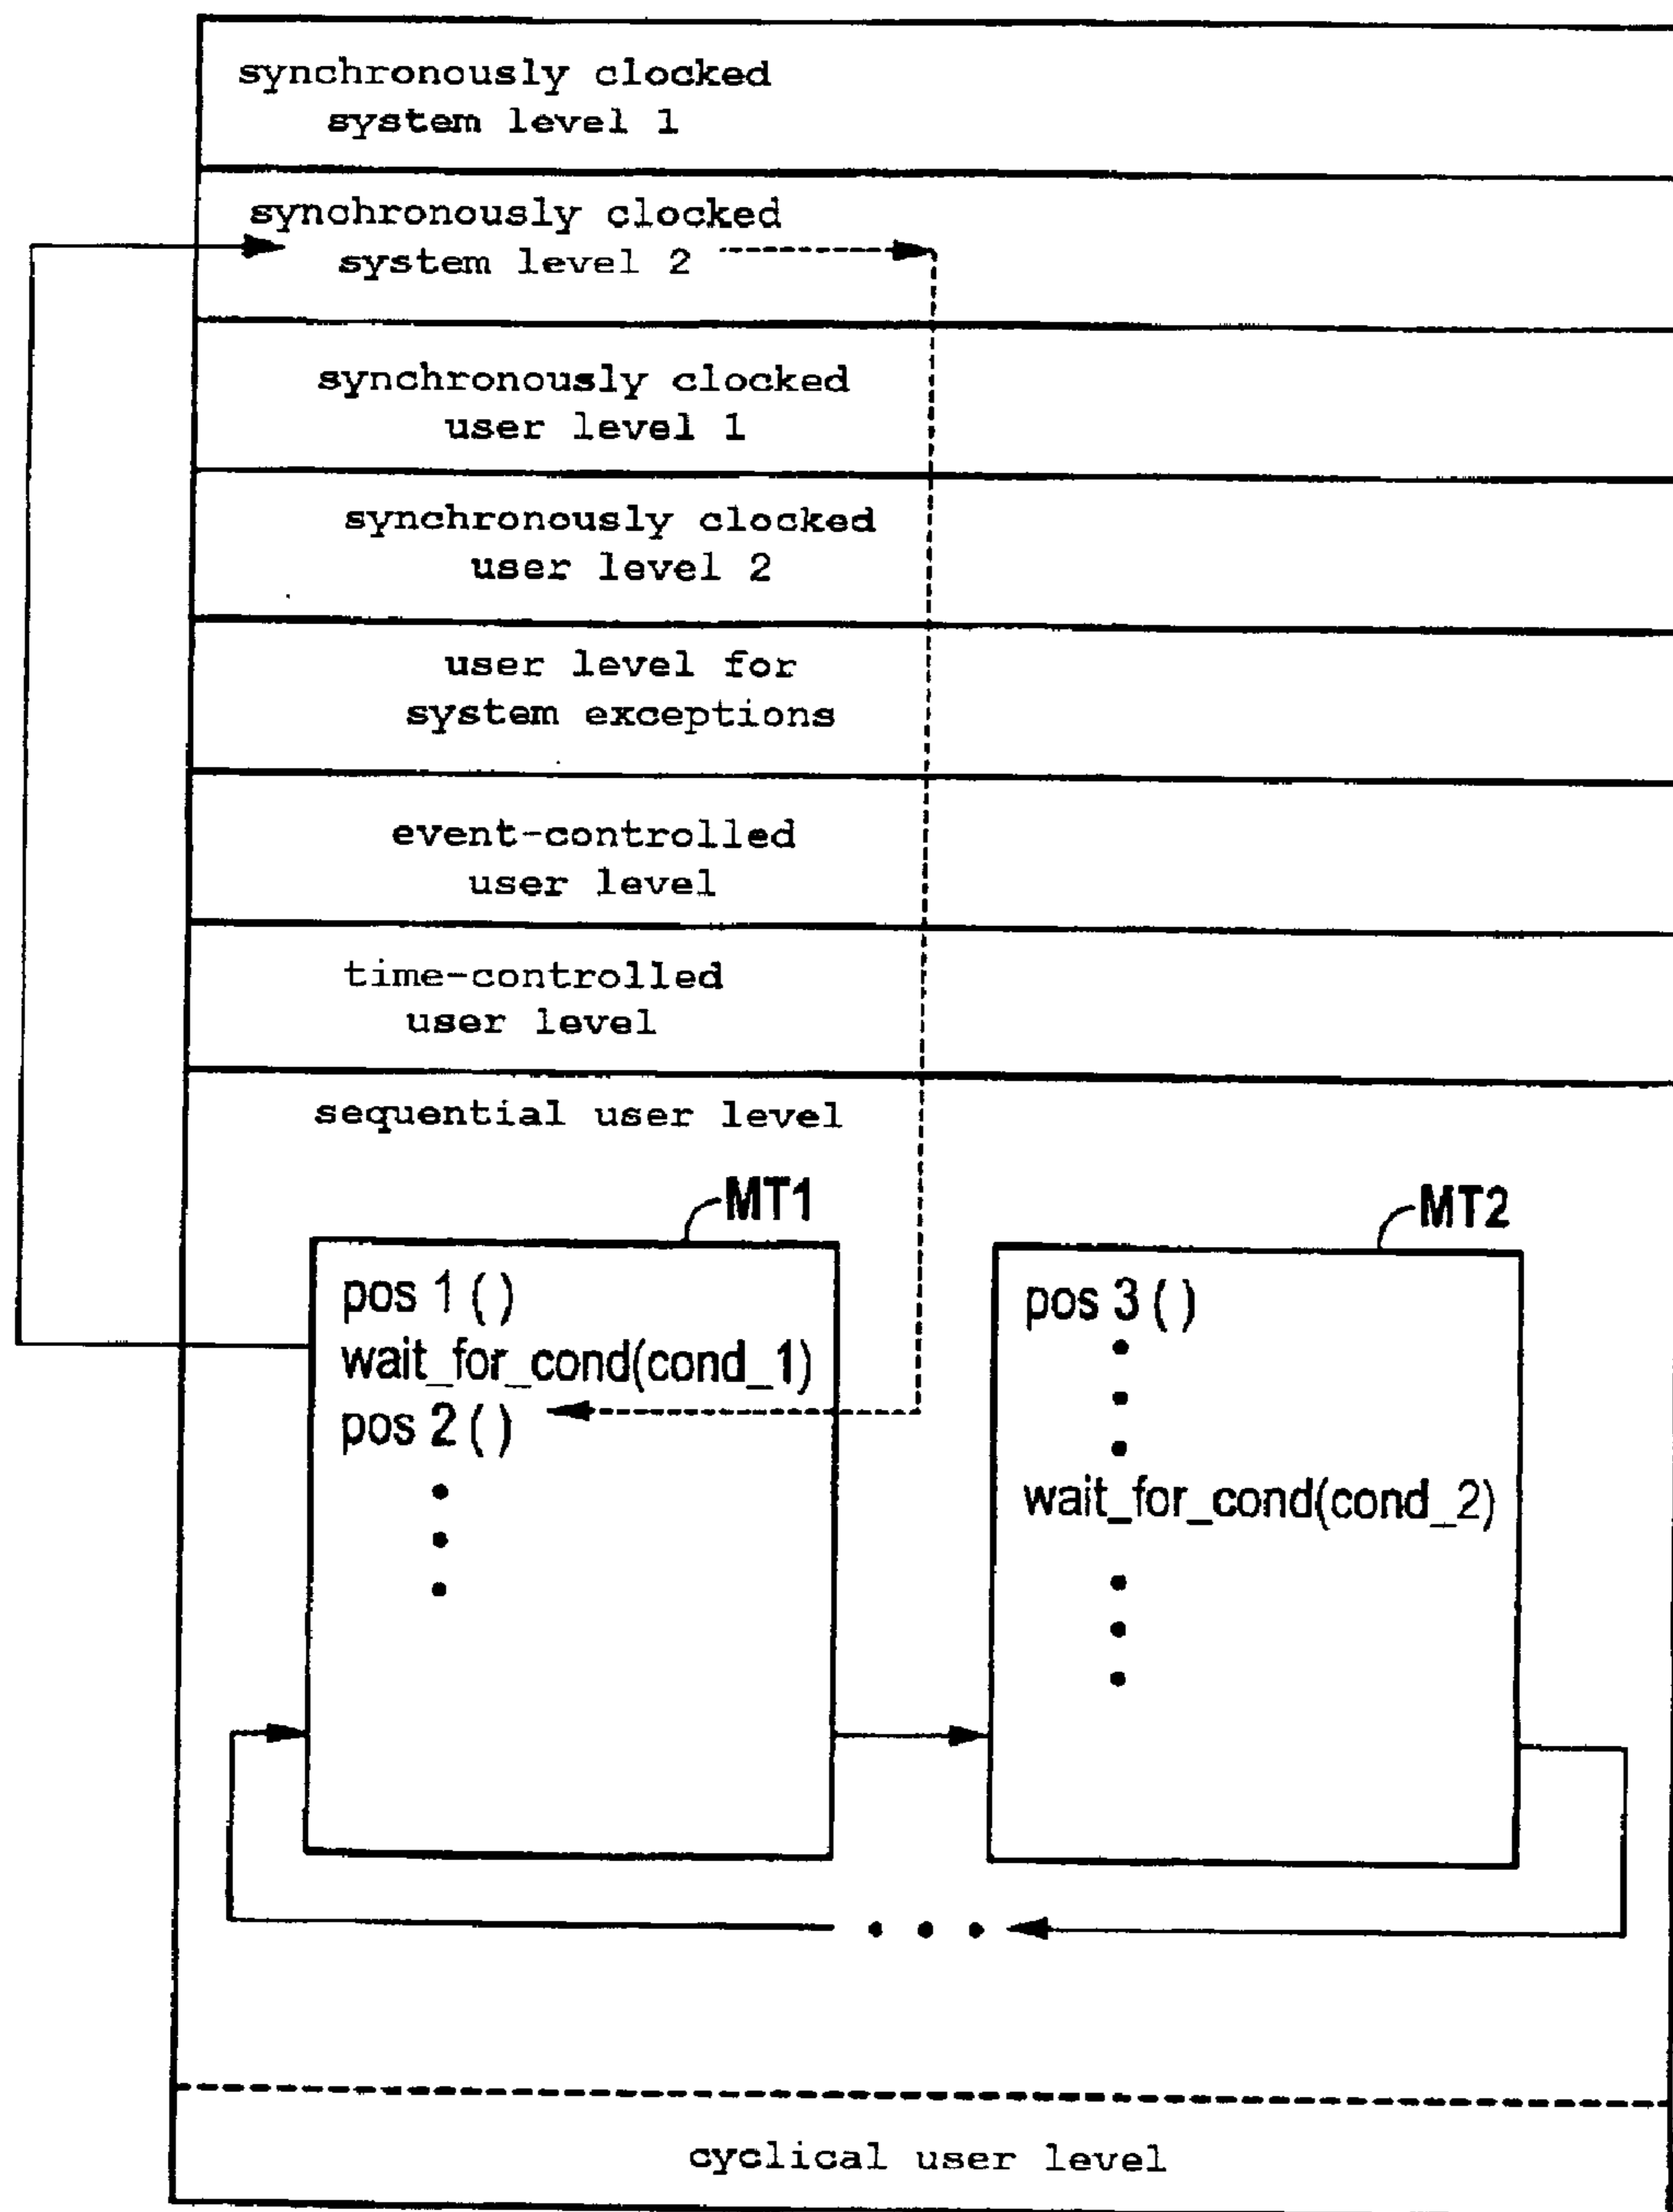 synchronously clocked
system level 1
synchronously clocked
system level 2
synchronously clocked
user level 1
synchronously clocked
user level 2
user level for
system exceptions
event-controlled
user level
time-controlled
user level
sequential user level
MT1
pos 1 ( )
wait_for_cond(cond_1)
pos 2 ( )
MT2
pos 3 ( )
wait_for_cond(cond_2)
cyclical user level